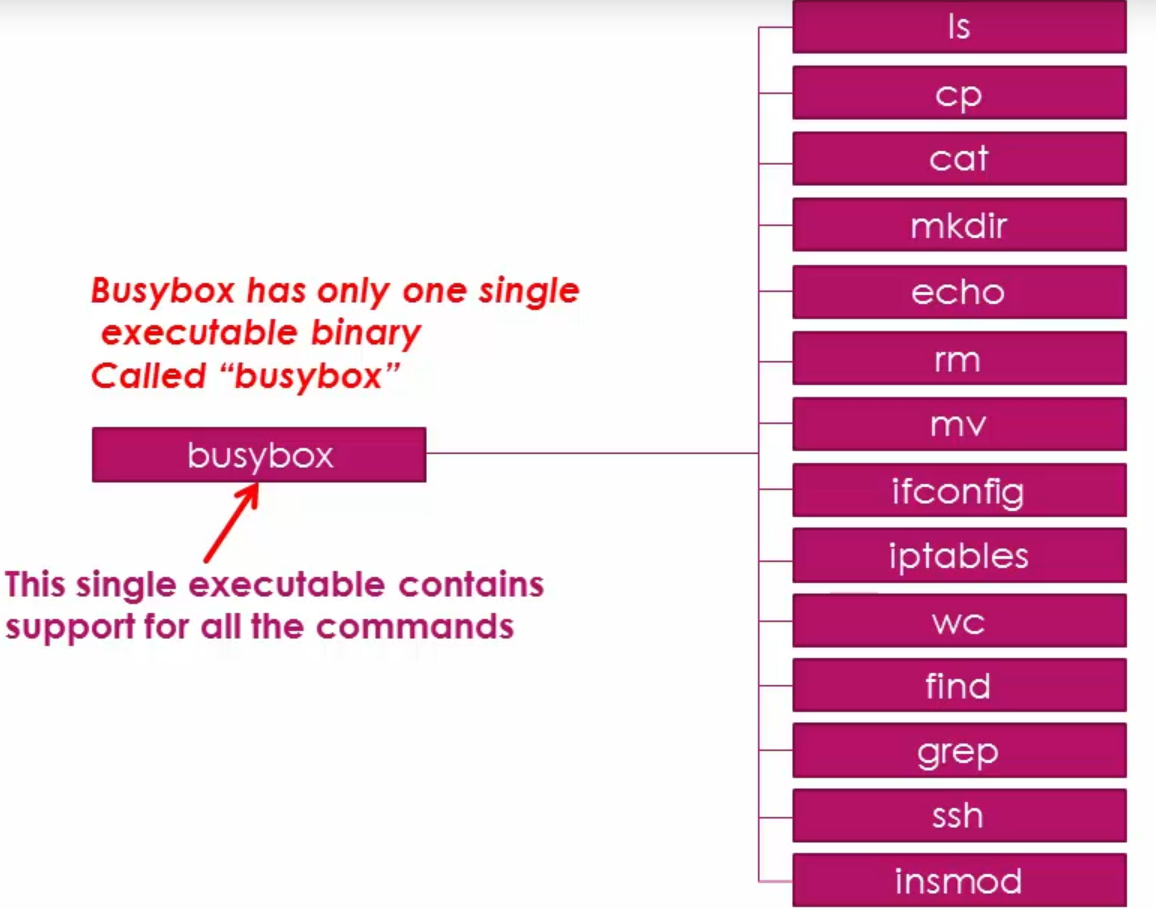 ls
cp
cat
mkdir
echo
Busybox has only one single
executable binary
Called “busybox”
rm
mv
busybox
ifconfig
iptables
This single executable contains
support for all the commands
wc
find
grep
ssh
insmod